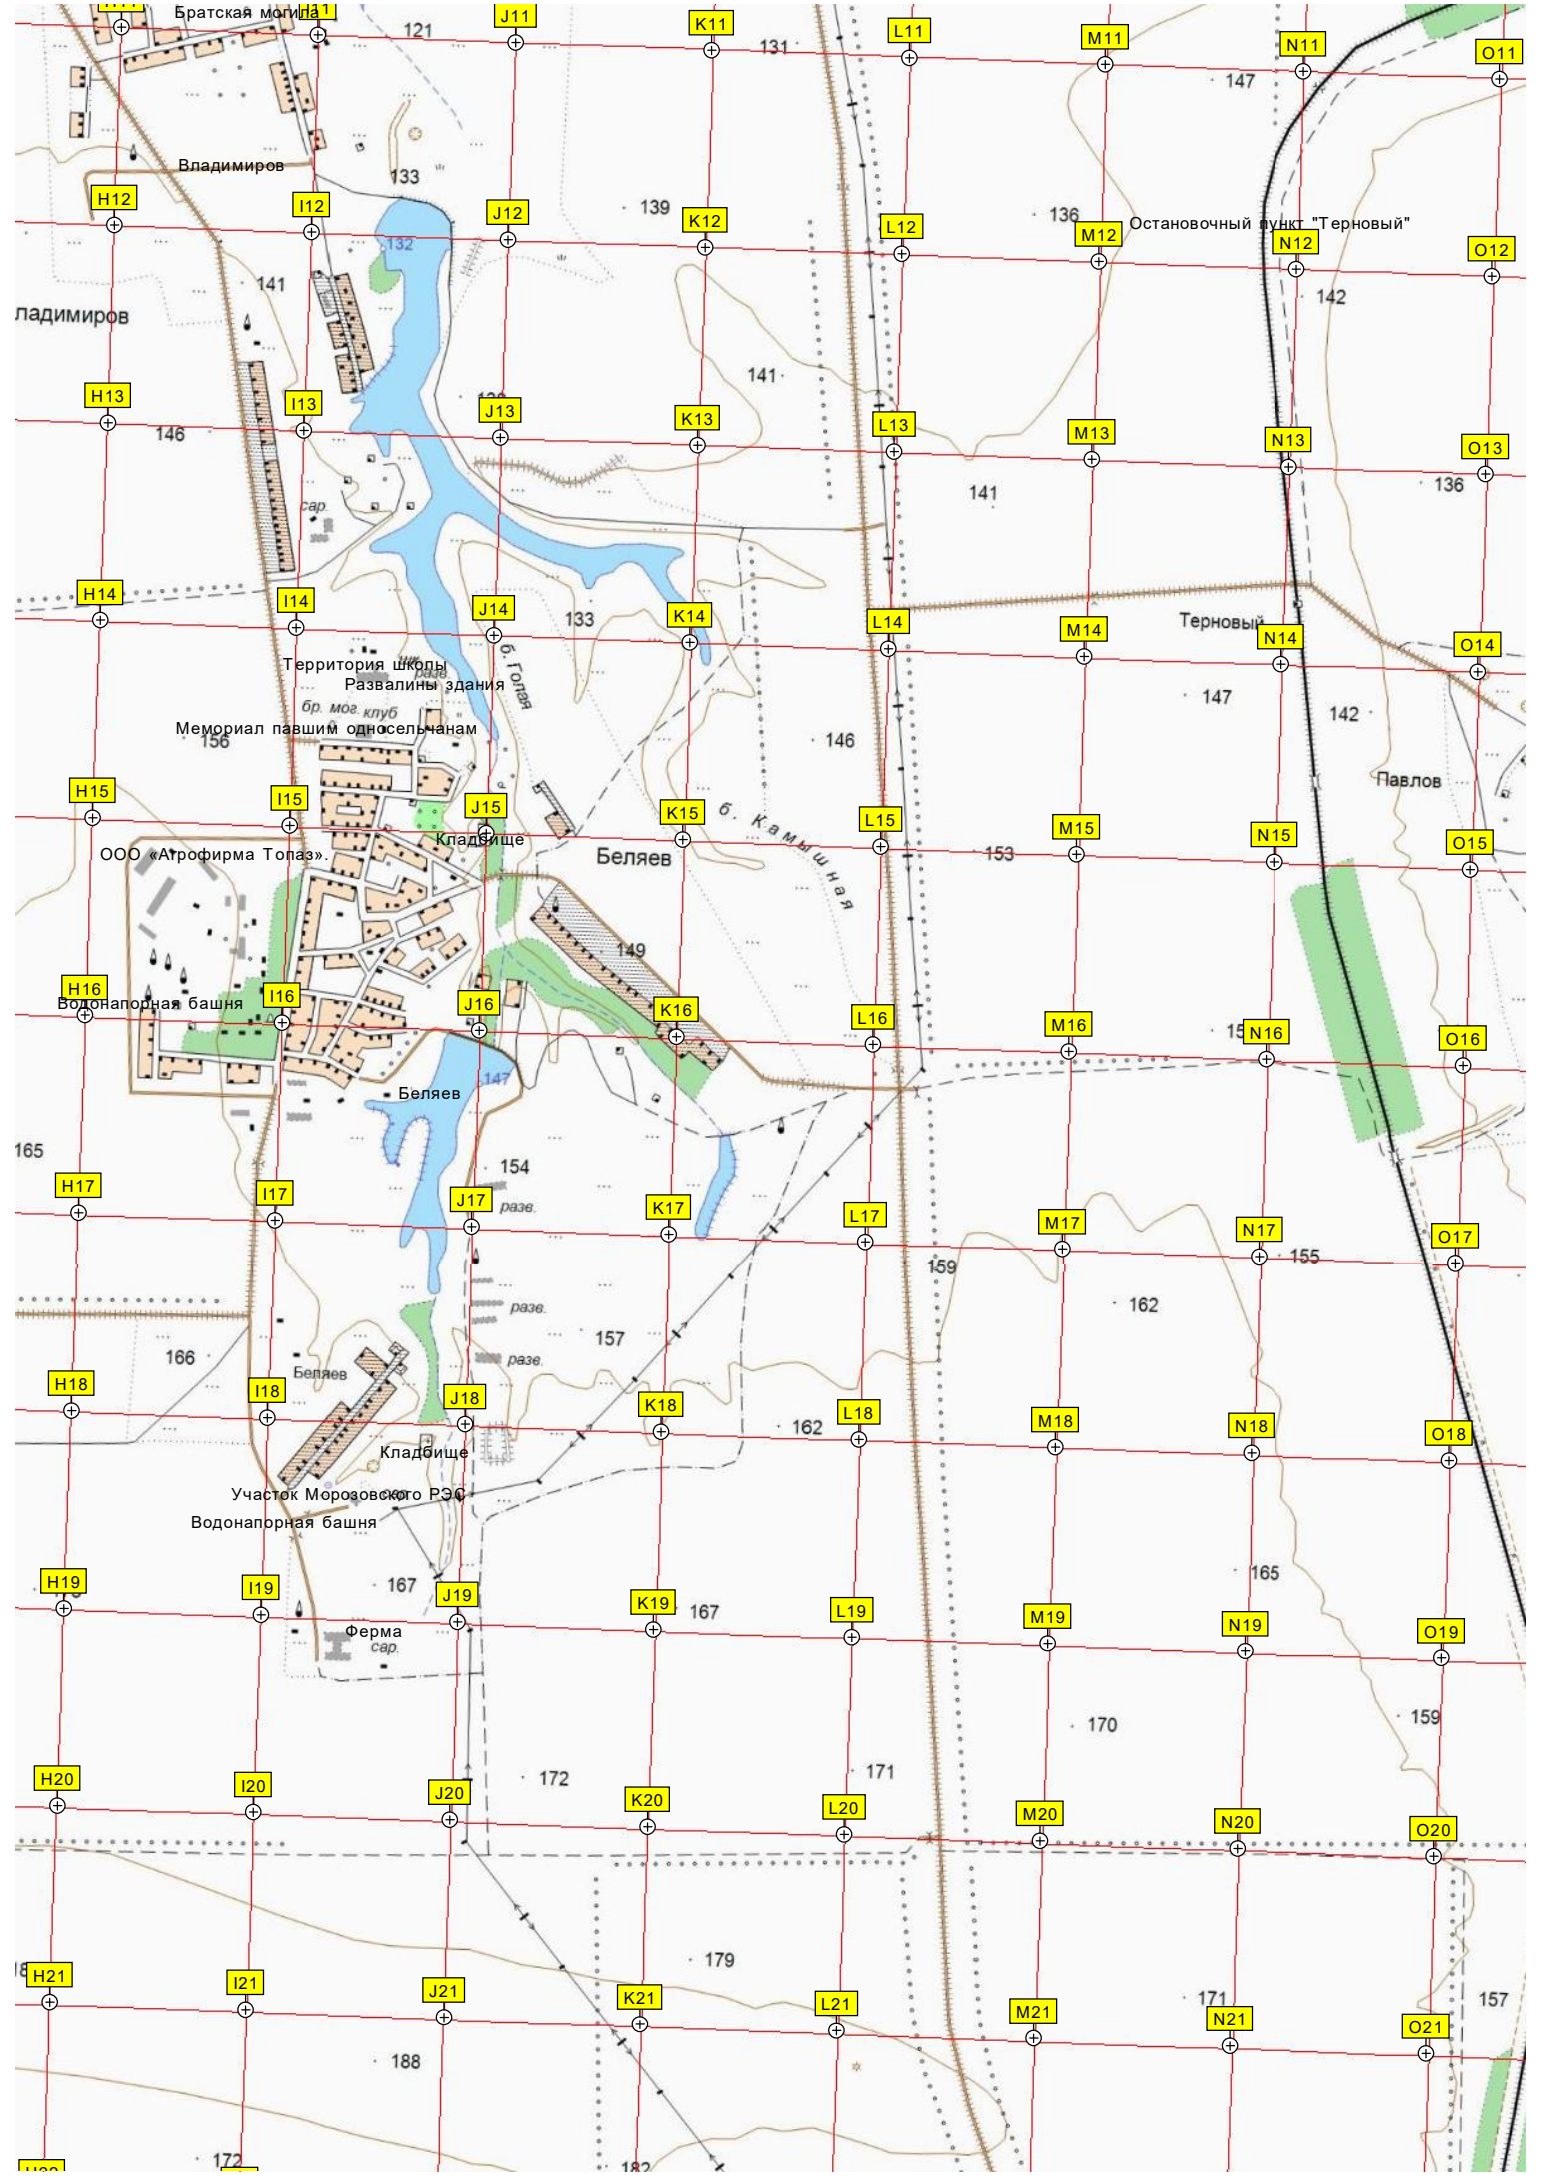 Братская могила
121
J11
K11
131
L11
M11
147
N11
O11
Владимиров
133
H12
I12
J12
139
K12
L12
136
M12
Остановочный пункт "Терновый"
N12
O12
132
141
142
ладимиров
141
H13
I13
J13
K13
L13
M13
N13
O13
146
141
136
сар.
H14
I14
J14
133
K14
L14
M14
Терновый
N14
O14
Территория школы
разв.
Развалины здания
б. Голая
бр. мог.
клуб
147
142
Мемориал павшим односельчанам
156
146
Павлов
H15
I15
J15
K15
б. Камышная
L15
M15
N15
O15
Кладбище
ООО «Агрофирма Топаз».
Беляев
153
149
H16
Водонапорная башня
I16
J16
K16
L16
M16
N16
O16
147
Беляев
165
154
H17
I17
J17
разв.
K17
L17
M17
N17
155
O17
159
162
разв.
157
166
разв.
Беляев
H18
I18
J18
K18
162
L18
M18
N18
O18
Кладбище
Участок Морозовского РЭС
Водонапорная башня
165
H19
I19
167
J19
K19
167
L19
M19
N19
O19
Ферма
сар.
170
159
172
171
H20
I20
J20
K20
L20
M20
N20
O20
179
H21
I21
J21
K21
L21
M21
171
N21
157
O21
188
172
182